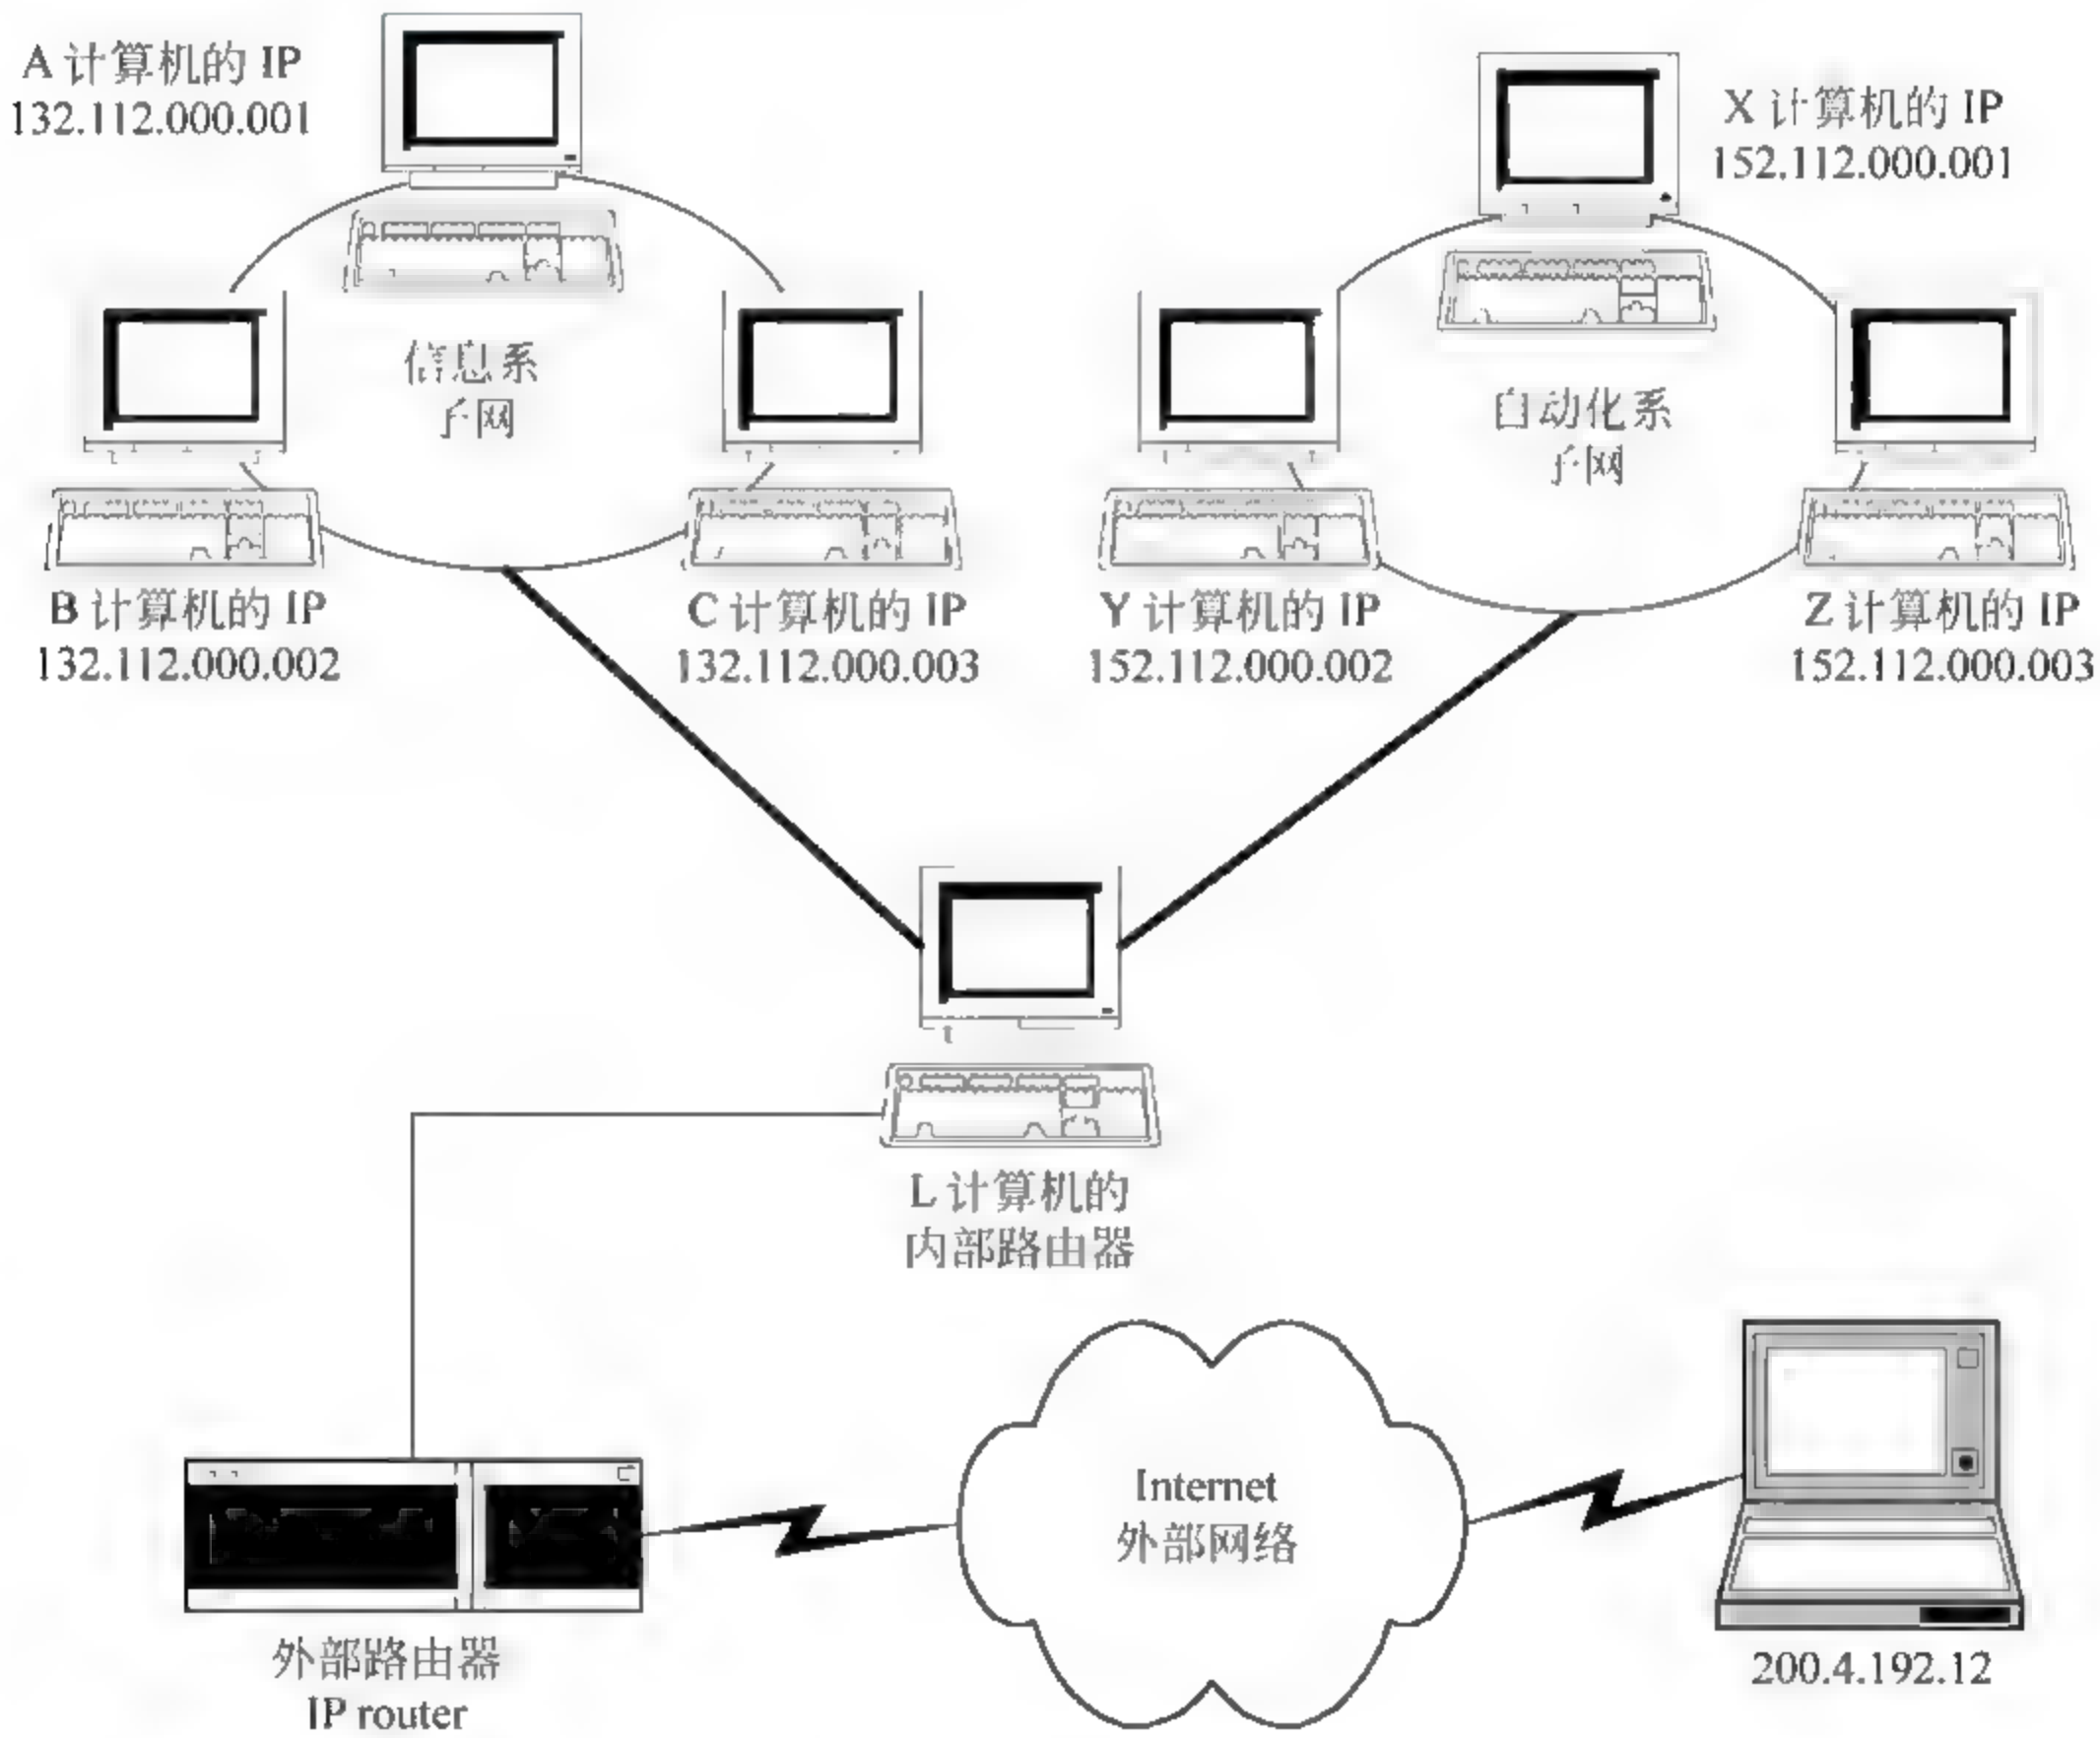 A 计算机的 IP
132.112.000.001
X 计算机的 IP
152.112.000.001
信息系
子网
自动化系
子网
B 计算机的 IP
132.112.000.002
C 计算机的 IP
132.112.000.003
Y 计算机的 IP
152.112.000.002
Z 计算机的 IP
152.112.000.003
L 计算机的
内部路由器
Internet
外部网络
外部路由器
IP router
200.4.192.12